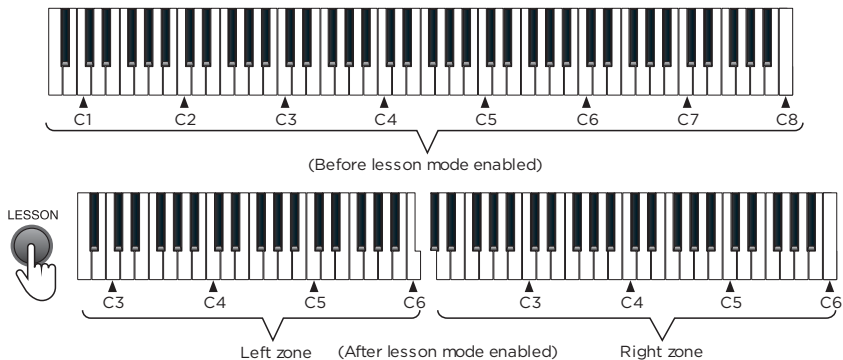 C1 C2 C3 C4 C5 C6 C7 C8
(Before lesson mode enabled)
LESSON
C3 C4 C5 C6 C3 C4 C5 C6
Left zone (After lesson mode enabled) Right zone